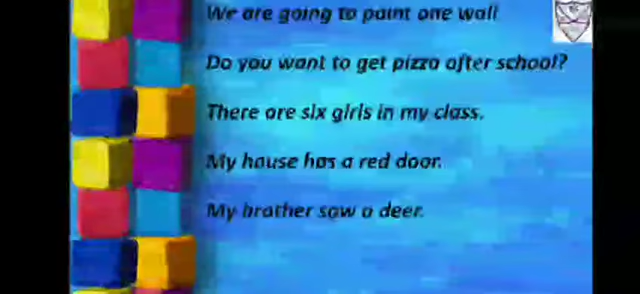 We are going to paint one wall
Do you want to get pizza after school?
There are six girls in my class.
My house has a red door.
My brother saw a deer.